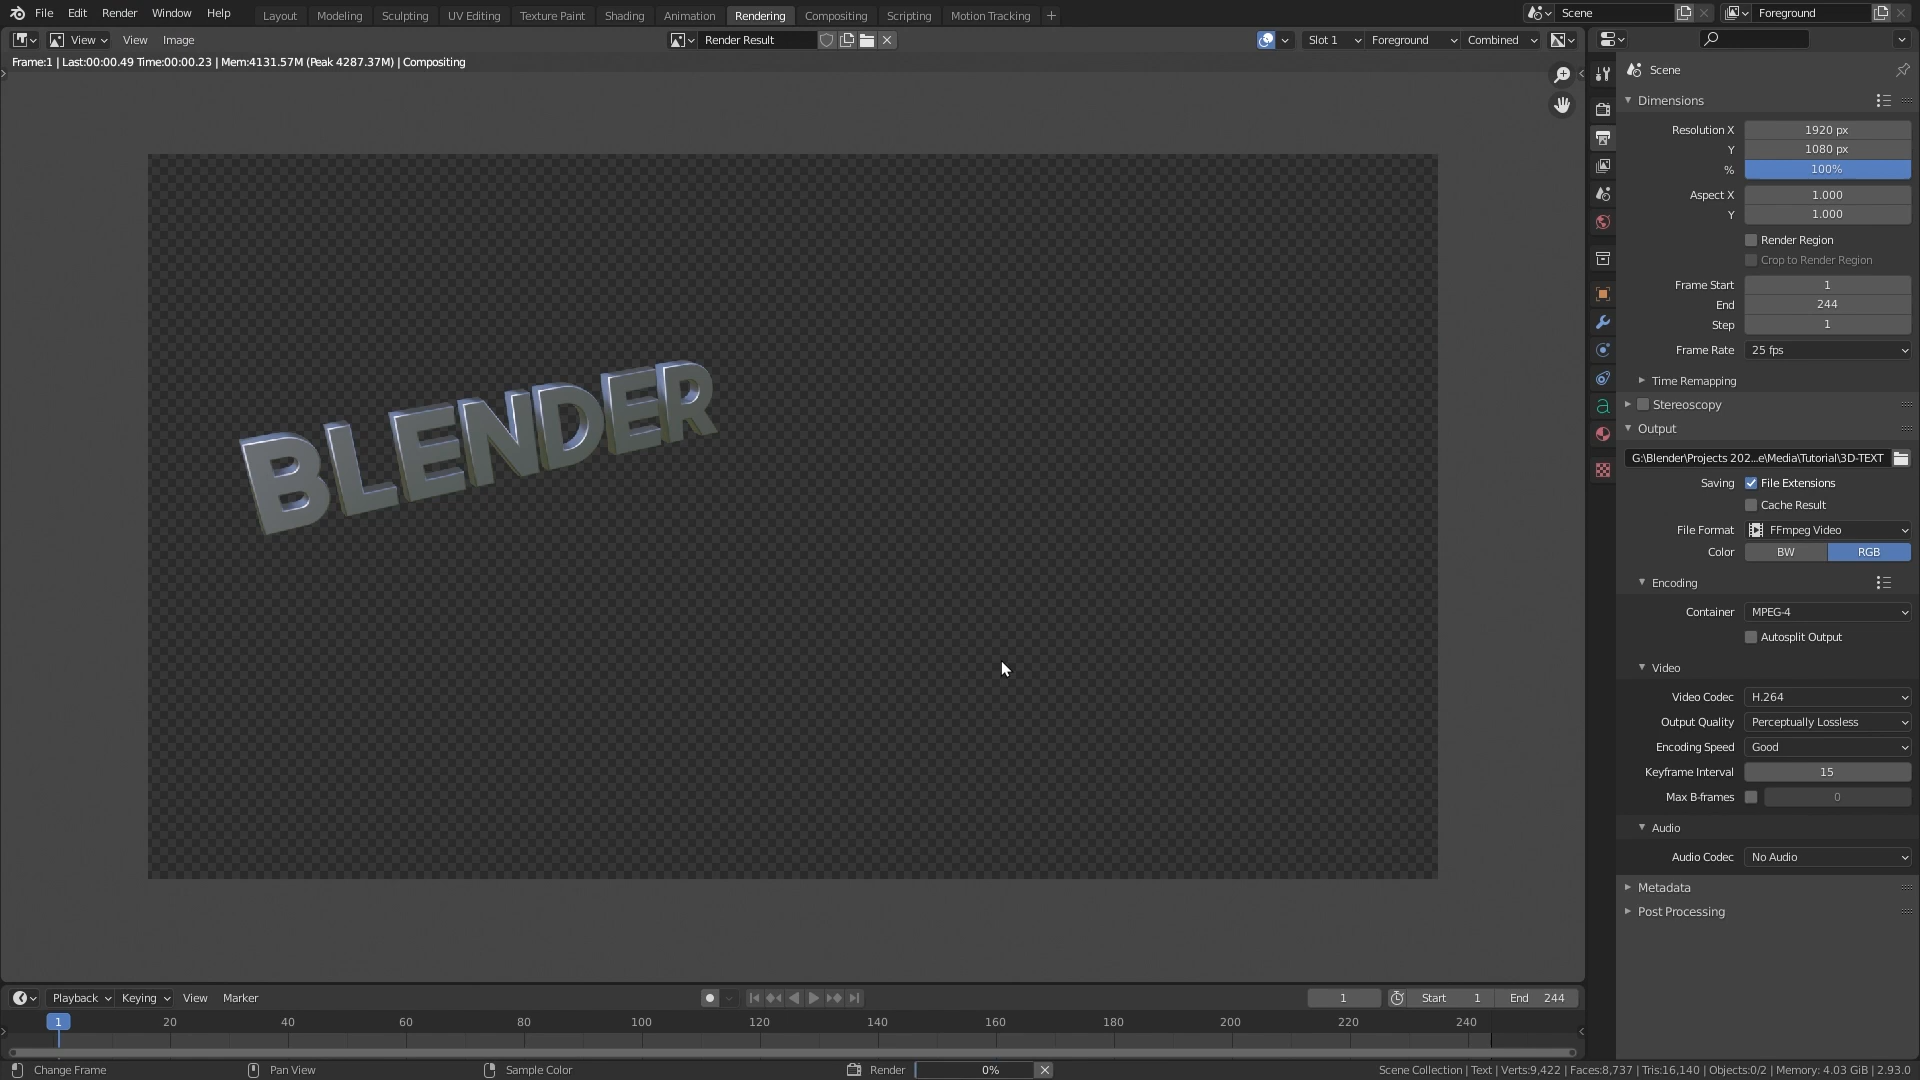 File Edit Render Window Help Layout Modeling Sculpting UV Editing Texture Paint Shading Animation Rendering Compositing Scripting Motion Tracking + Scene Foreground
View View Image Render Result Slot 1 Foreground Combined
Frame:1 | Last:00:00.49 Time:00:00.23 | Mem:4131.57M (Peak 4287.37M) | Compositing
BLENDER
Scene
Dimensions
Resolution X 1920 px
Y 1080 px
% 100%
Aspect X 1.000
Y 1.000
Render Region
Crop to Render Region
Frame Start 1
End 244
Step 1
Frame Rate 25 fps
Time Remapping
Stereoscopy
Output
G:\Blender\Projects 202...e\Media\Tutorial\3D-TEXT
Saving File Extensions
Cache Result
File Format FFmpeg Video
Color BW RGB
Encoding
Container MPEG-4
Autosplit Output
Video
Video Codec H.264
Output Quality Perceptually Lossless
Encoding Speed Good
Keyframe Interval 15
Max B-frames 0
Audio
Audio Codec No Audio
Metadata
Post Processing
Playback Keying View Marker 1 Start 1 End 244
1 20 40 60 80 100 120 140 160 180 200 220 240
Change Frame Pan View Sample Color Render 0% Scene Collection | Text | Verts:9,422 | Faces:8,737 | Tris:16,140 | Objects:0/2 | Memory: 4.03 GiB | 2.93.0